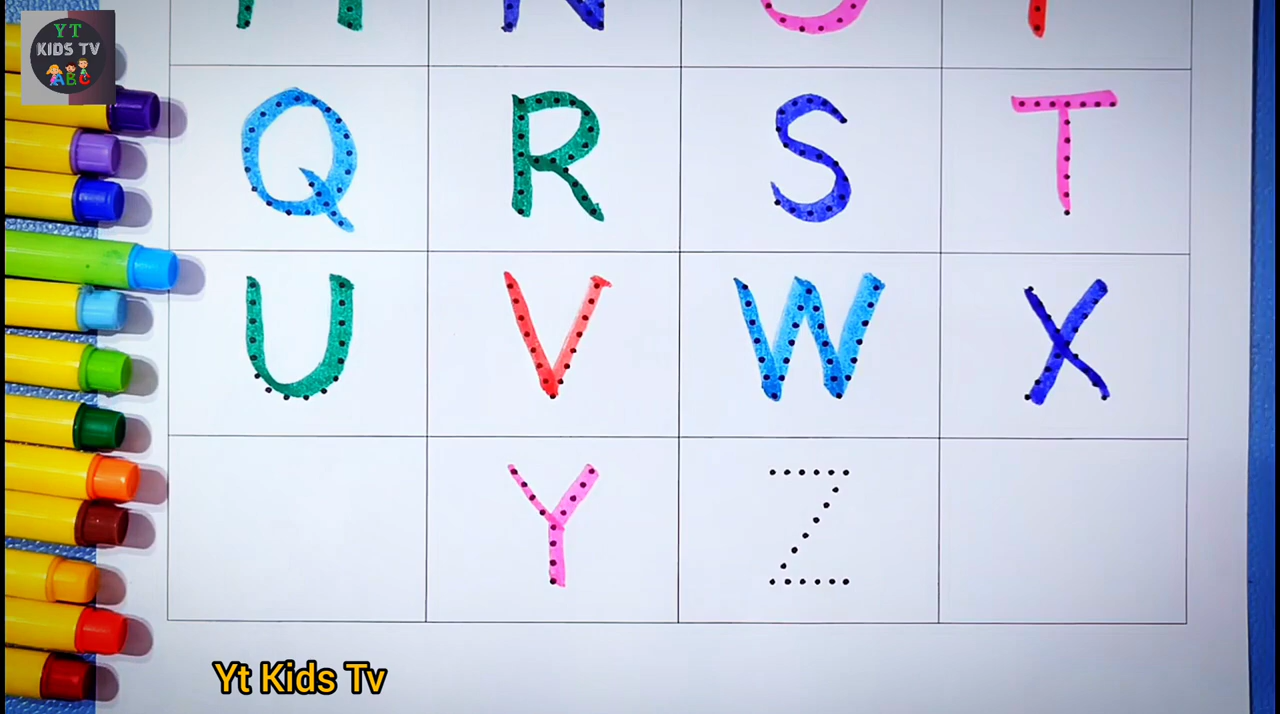 YT
KIDS TV
ABC
Q R S T
U V W X
Y Z
Yt Kids Tv